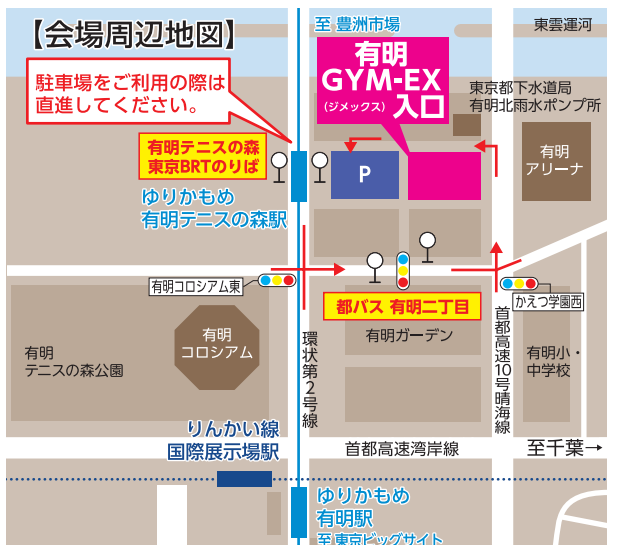 【会場周辺地図】
至 豊洲市場
東雲運河
駐車場をご利用の際は
直進してください。
有明
GYM-EX
（ジメックス）
入口
東京都下水道局
有明北雨水ポンプ所
有明テニスの森
東京BRTのりば
P
有明
アリーナ
ゆりかもめ
有明テニスの森駅
有明コロシアム東
都バス 有明二丁目
かえつ学園西
有明
コロシアム
有明
テニスの森公園
環状第2号線
有明ガーデン
首都高速10号晴海線
有明小・
中学校
りんかい線
国際展示場駅
首都高速湾岸線
至千葉→
ゆりかもめ
有明駅
至 東京ビッグサイト